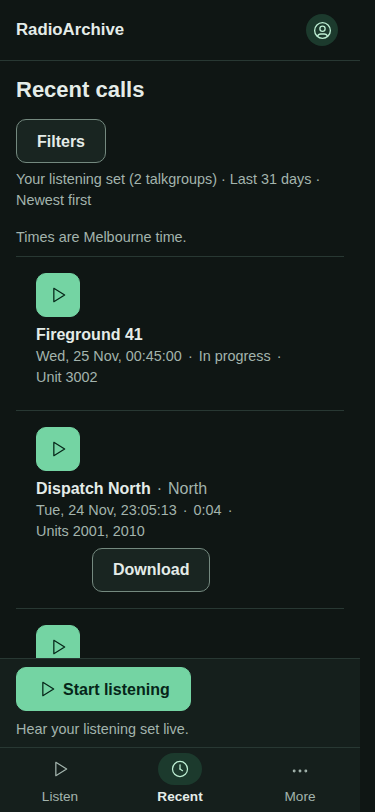 RadioArchive
Recent calls
Filters
Your listening set (2 talkgroups) · Last 31 days ·
Newest first
Times are Melbourne time.
Fireground 41
Wed, 25 Nov, 00:45:00 · In progress ·
Unit 3002
Dispatch North · North
Tue, 24 Nov, 23:05:13 · 0:04 ·
Units 2001, 2010
Download
Start listening
Hear your listening set live.
Listen Recent More